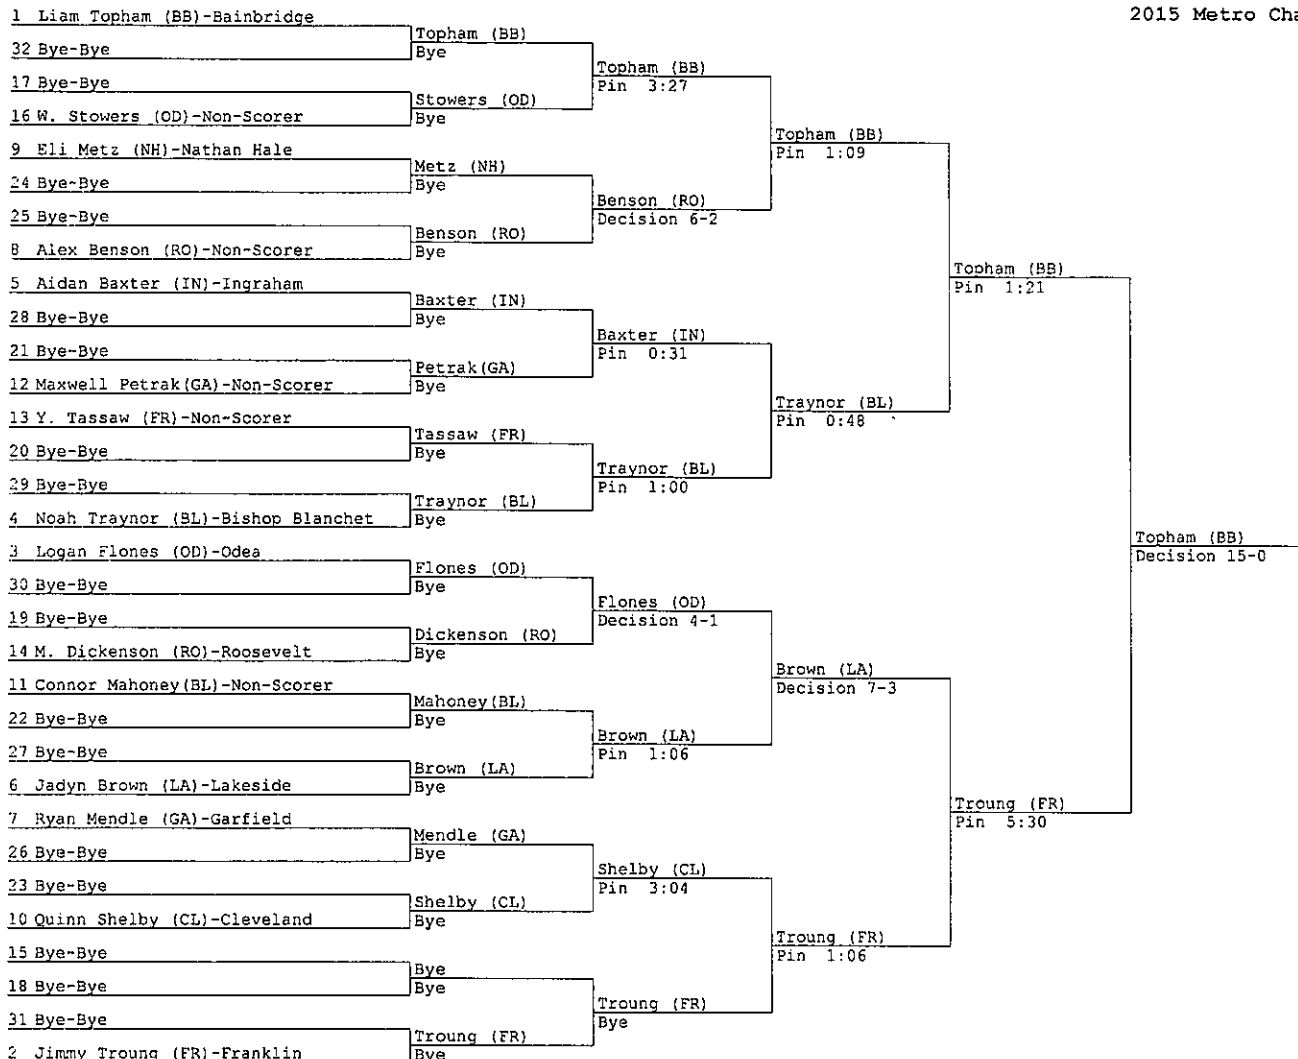 2015 Metro Cha
1 Liam Topham (BB)-Bainbridge
32 Bye-Bye
17 Bye-Bye
16 W. Stowers (OD)-Non-Scorer
9 Eli Metz (NH)-Nathan Hale
24 Bye-Bye
25 Bye-Bye
8 Alex Benson (RO)-Non-Scorer
5 Aidan Baxter (IN)-Ingraham
28 Bye-Bye
21 Bye-Bye
12 Maxwell Petrak(GA)-Non-Scorer
13 Y. Tassaw (FR)-Non-Scorer
20 Bye-Bye
29 Bye-Bye
4 Noah Traynor (BL)-Bishop Blanchet
3 Logan Flones (OD)-Odea
30 Bye-Bye
19 Bye-Bye
14 M. Dickenson (RO)-Roosevelt
11 Connor Mahoney(BL)-Non-Scorer
22 Bye-Bye
27 Bye-Bye
6 Jadyn Brown (LA)-Lakeside
7 Ryan Mendle (GA)-Garfield
26 Bye-Bye
23 Bye-Bye
10 Quinn Shelby (CL)-Cleveland
15 Bye-Bye
18 Bye-Bye
31 Bye-Bye
2 Jimmy Troung (FR)-Franklin
Topham (BB)
Bye
Stowers (OD)
Bye
Metz (NH)
Bye
Benson (RO)
Bye
Baxter (IN)
Bye
Petrak(GA)
Bye
Tassaw (FR)
Bye
Traynor (BL)
Bye
Flones (OD)
Bye
Dickenson (RO)
Bye
Mahoney(BL)
Bye
Brown (LA)
Bye
Mendle (GA)
Bye
Shelby (CL)
Bye
Bye
Bye
Troung (FR)
Bye
Topham (BB)
Pin 3:27
Benson (RO)
Decision 6-2
Baxter (IN)
Pin 0:31
Traynor (BL)
Pin 1:00
Flones (OD)
Decision 4-1
Brown (LA)
Pin 1:06
Shelby (CL)
Pin 3:04
Troung (FR)
Bye
Topham (BB)
Pin 1:09
Traynor (BL)
Pin 0:48
Brown (LA)
Decision 7-3
Troung (FR)
Pin 1:06
Topham (BB)
Pin 1:21
Troung (FR)
Pin 5:30
Topham (BB)
Decision 15-0